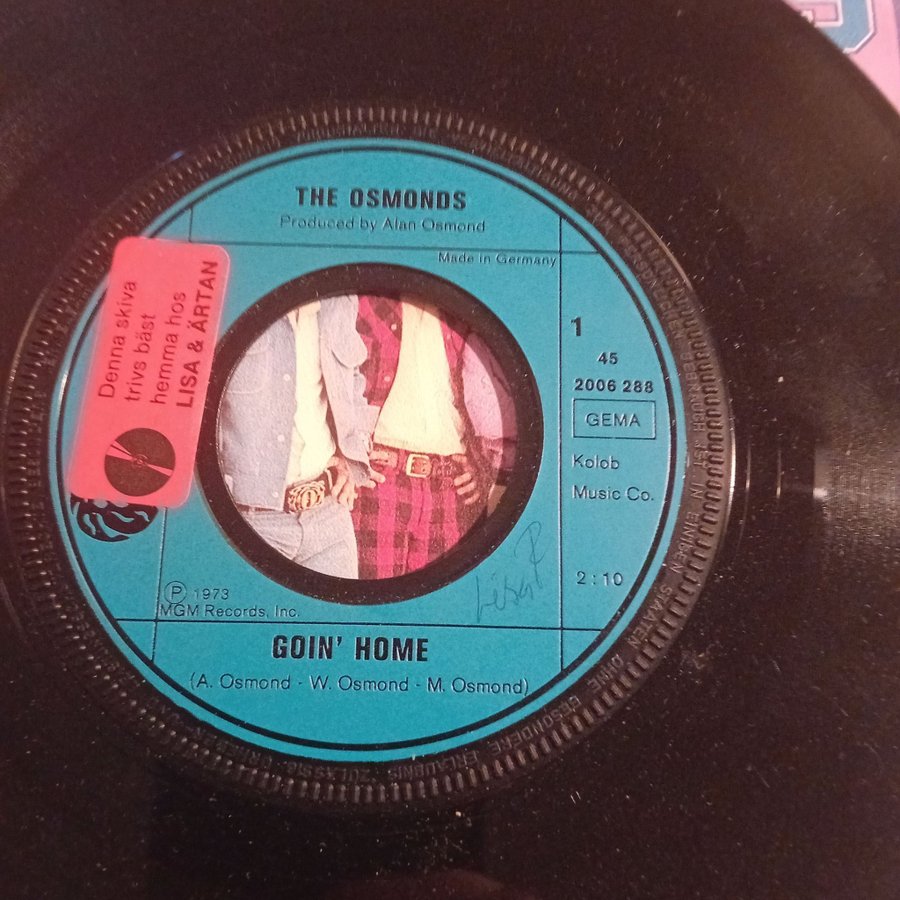 THE OSMONDS
Produced by Alan Osmond
Made in Germany
Denna skiva
trivs bäst
hemma hos
LISA & ÄRTAN
1
45
2006 288
GEMA
Kolob
Music Co.
2:10
Lisa P
Ⓟ 1973
MGM Records, Inc.
GOIN' HOME
(A. Osmond - W. Osmond - M. Osmond)